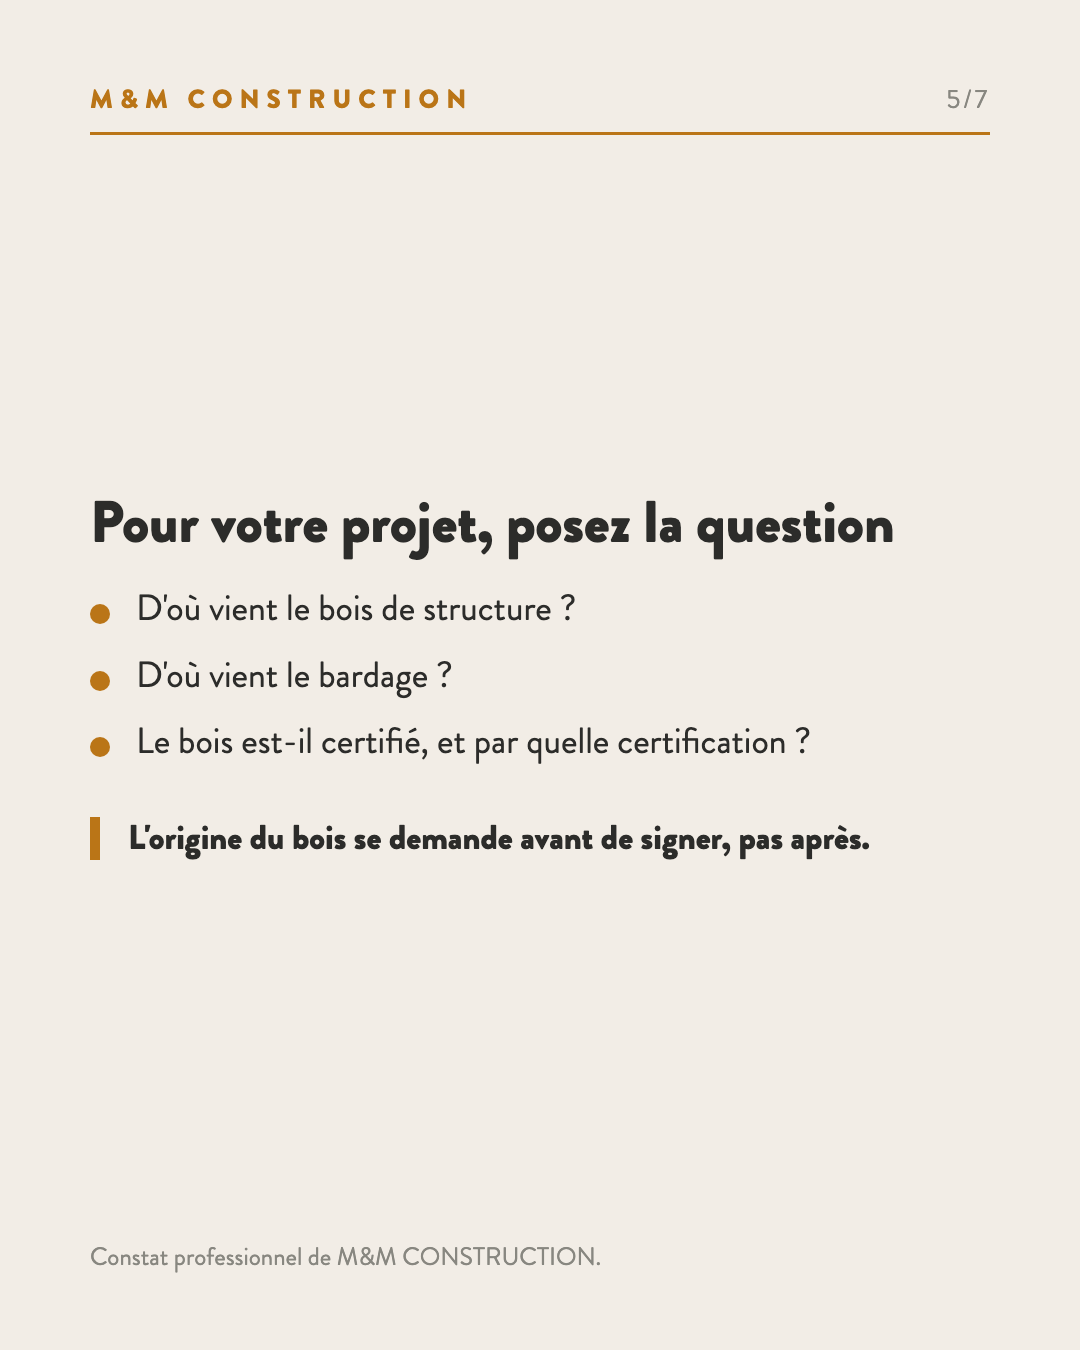 M&M CONSTRUCTION
5/7
Pour votre projet, posez la question
D'où vient le bois de structure ?
D'où vient le bardage ?
Le bois est-il certifié, et par quelle certification ?
L'origine du bois se demande avant de signer, pas après.
Constat professionnel de M&M CONSTRUCTION.